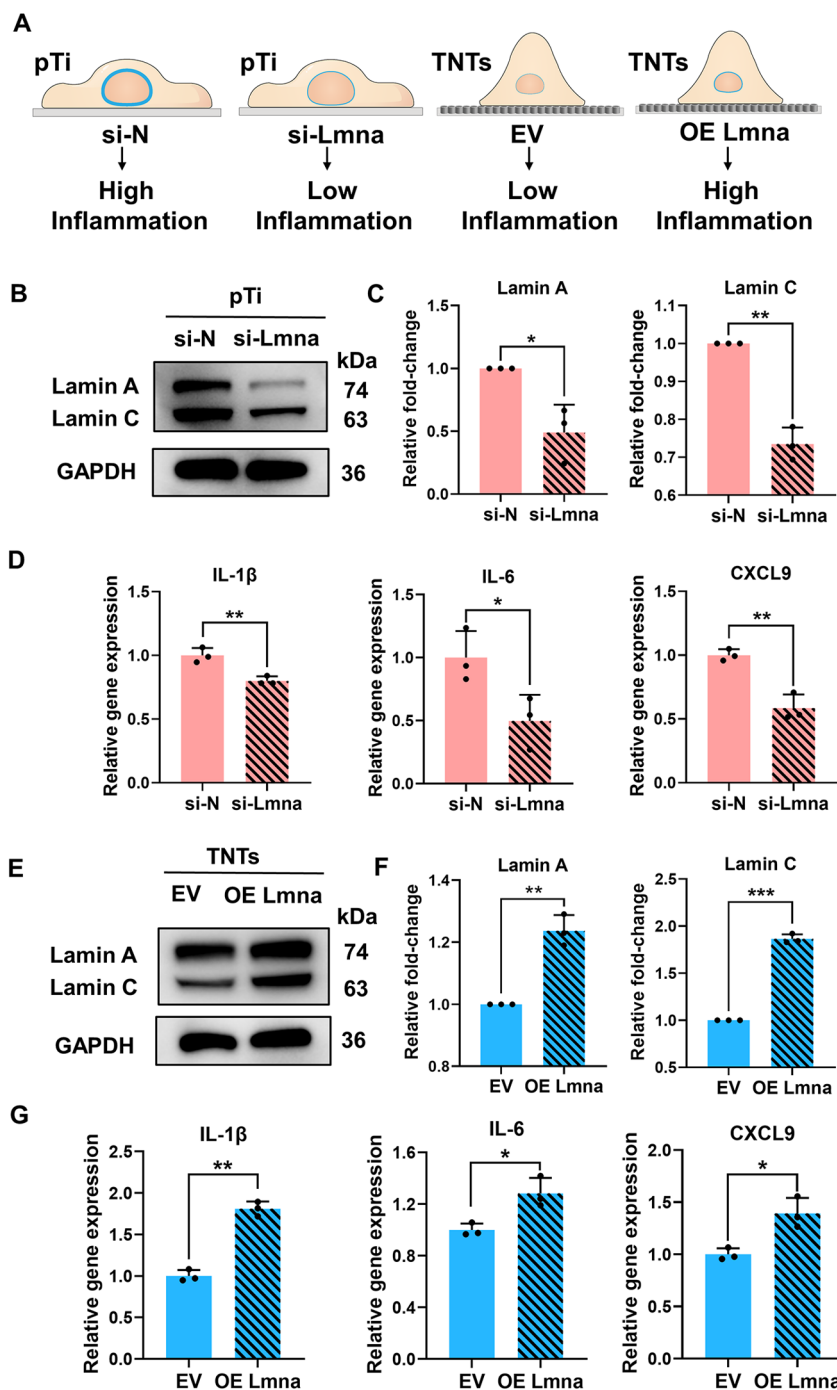 A
pTi
pTi
TNTs
TNTs
si-N
si-Lmna
EV
OE Lmna
High
Inflammation
Low
Inflammation
Low
Inflammation
High
Inflammation
B
pTi
si-N si-Lmna
kDa
Lamin A
74
Lamin C
63
GAPDH
36
C
Lamin A
Relative fold-change
1.5
1.0
0.5
0.0
*
si-N si-Lmna
Lamin C
Relative fold-change
1.1
1.0
0.9
0.8
0.7
0.6
**
si-N si-Lmna
D
IL-1β
Relative gene expression
1.5
1.0
0.5
0.0
**
si-N si-Lmna
IL-6
Relative gene expression
1.5
1.0
0.5
0.0
*
si-N si-Lmna
CXCL9
Relative gene expression
1.5
1.0
0.5
0.0
**
si-N si-Lmna
E
TNTs
EV OE Lmna
kDa
Lamin A
74
Lamin C
63
GAPDH
36
F
Lamin A
Relative fold-change
1.4
1.2
1.0
0.8
**
EV OE Lmna
Lamin C
Relative fold-change
2.5
2.0
1.5
1.0
0.5
***
EV OE Lmna
G
IL-1β
Relative gene expression
2.5
2.0
1.5
1.0
0.5
0.0
**
EV OE Lmna
IL-6
Relative gene expression
1.6
1.2
0.8
0.4
0.0
*
EV OE Lmna
CXCL9
Relative gene expression
2.0
1.5
1.0
0.5
0.0
*
EV OE Lmna